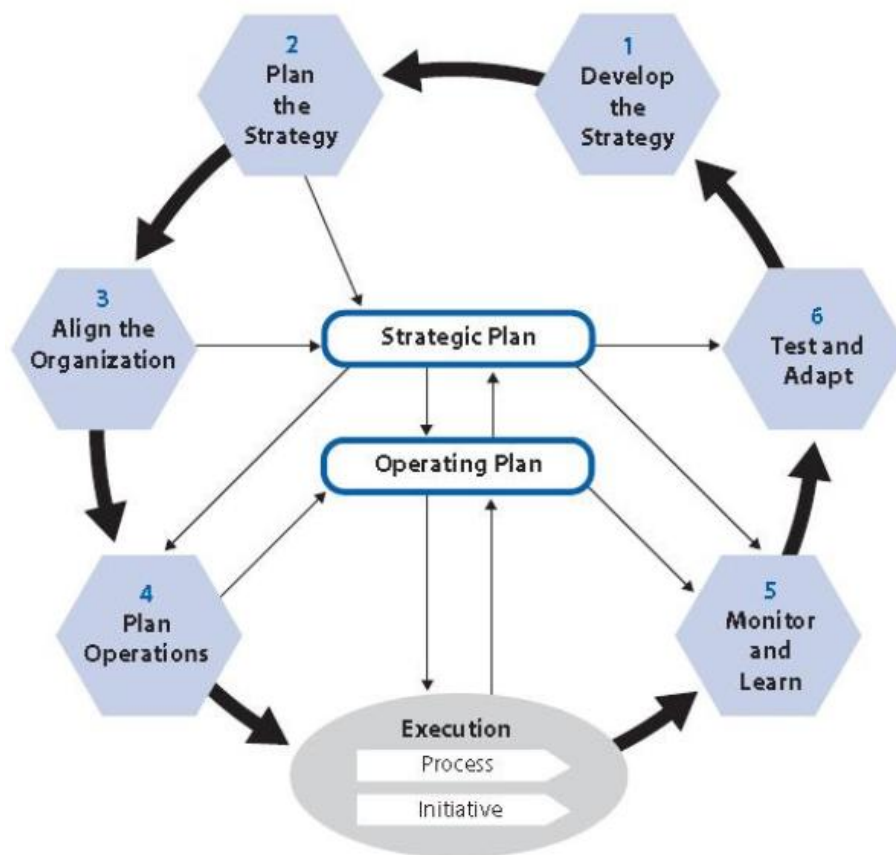 1
Develop
the
Strategy
2
Plan
the
Strategy
3
Align the
Organization
Strategic Plan
6
Test and
Adapt
Operating Plan
4
Plan
Operations
5
Monitor
and
Learn
Execution
Process
Initiative